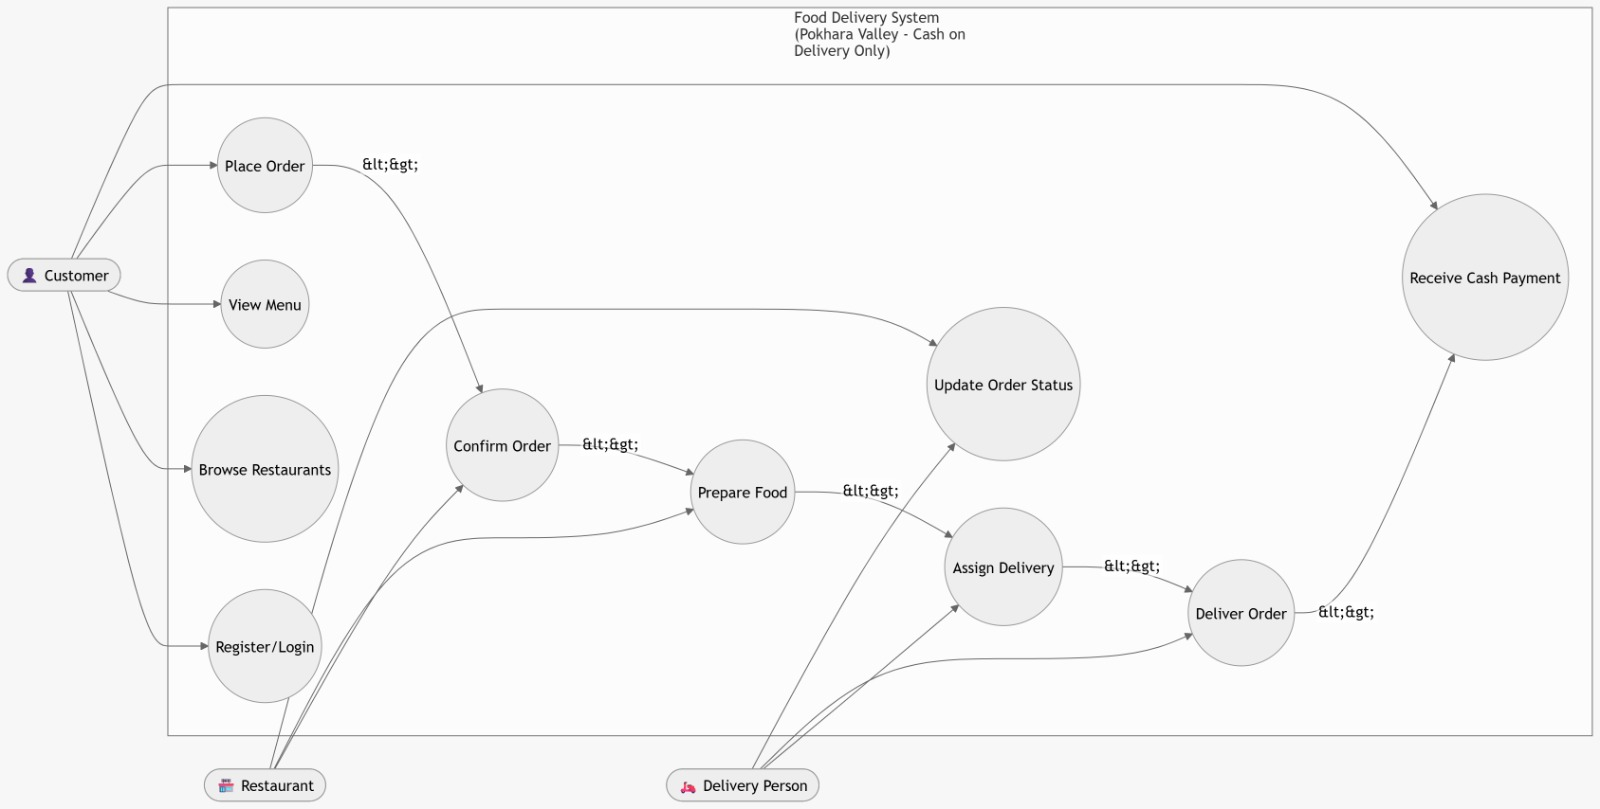 Food Delivery System
(Pokhara Valley - Cash on
Delivery Only)
Place Order
&lt;&gt;
👤 Customer
View Menu
Receive Cash Payment
Update Order Status
Confirm Order
&lt;&gt;
Browse Restaurants
Prepare Food
&lt;&gt;
Assign Delivery
&lt;&gt;
Deliver Order
&lt;&gt;
Register/Login
🏪 Restaurant
🛵 Delivery Person